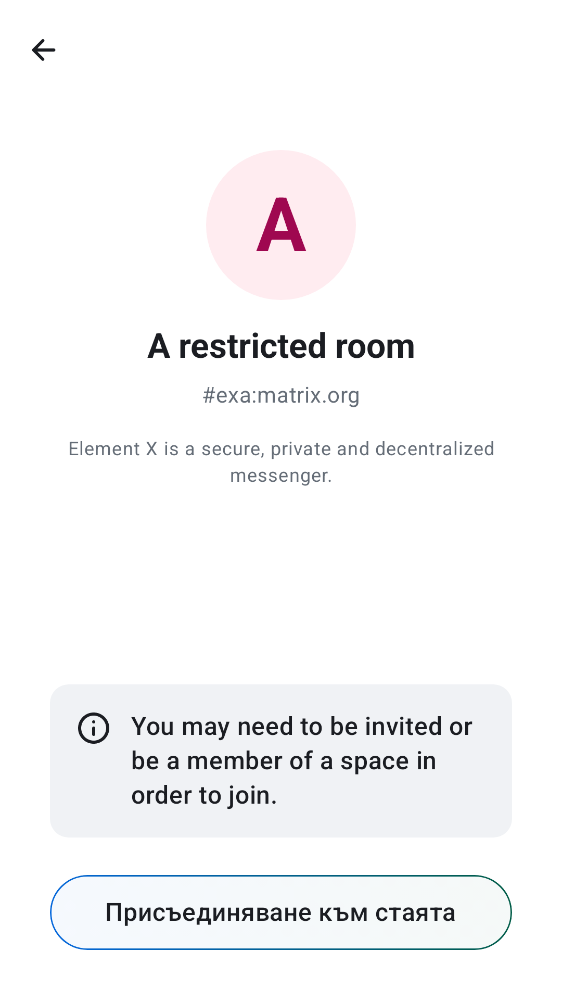 A
A restricted room
#exa:matrix.org
Element X is a secure, private and decentralized
messenger.
You may need to be invited or
be a member of a space in
order to join.
Присъединяване към стаята